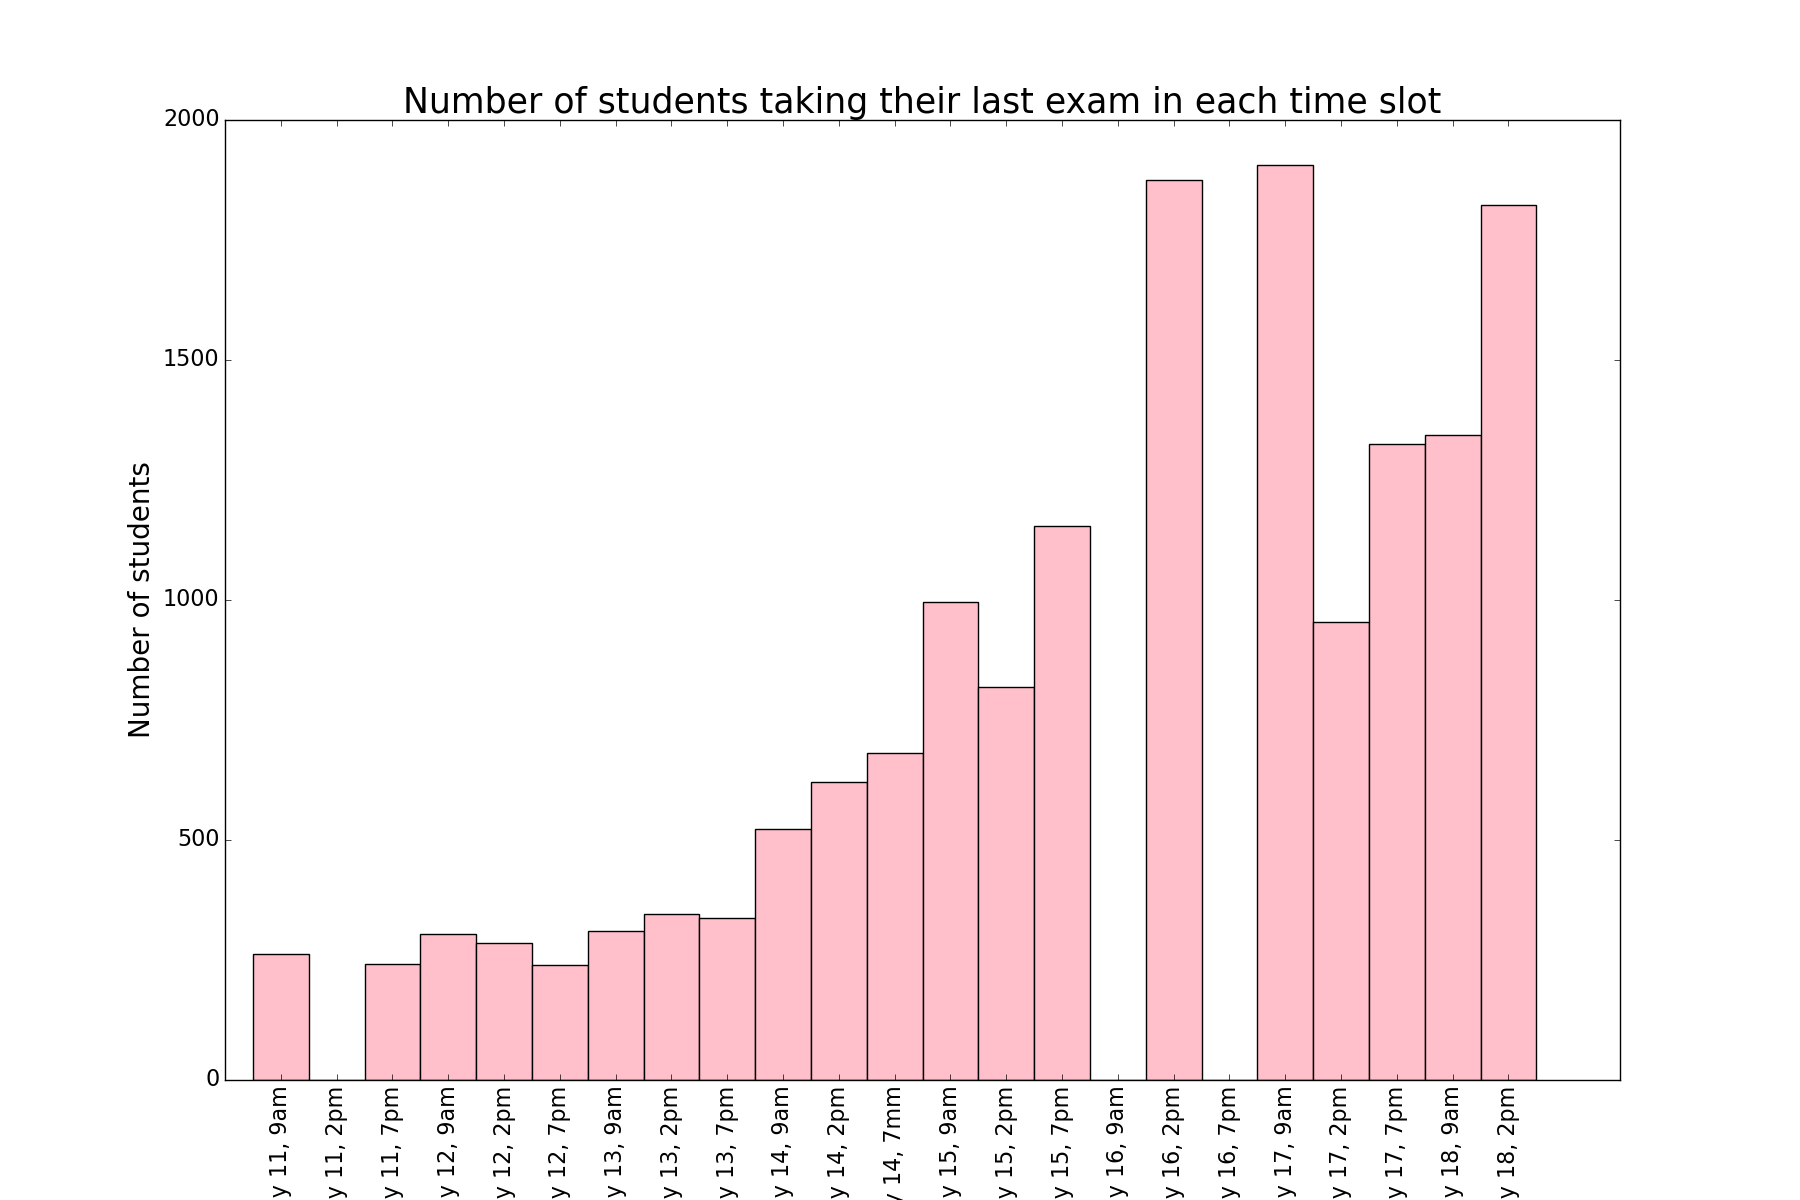 Number of students taking their last exam in each time slot
2000
1500
1000
500
0
Number of students
y 11, 9am
y 11, 2pm
y 11, 7pm
y 12, 9am
y 12, 2pm
y 12, 7pm
y 13, 9am
y 13, 2pm
y 13, 7pm
y 14, 9am
y 14, 2pm
y 14, 7mm
y 15, 9am
y 15, 2pm
y 15, 7pm
y 16, 9am
y 16, 2pm
y 16, 7pm
y 17, 9am
y 17, 2pm
y 17, 7pm
y 18, 9am
y 18, 2pm